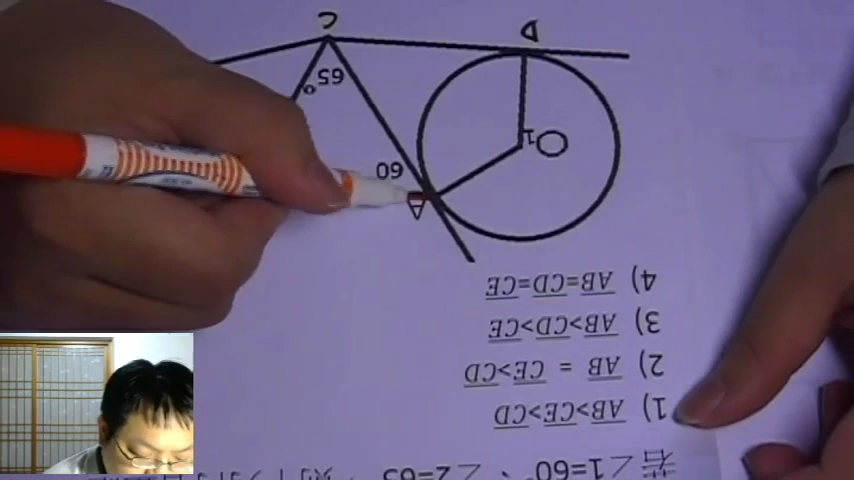 若∠1=60°、∠2=65
1) AB>CE>CD
2) AB = CE>CD
3) AB>CD>CE
4) AB=CD=CE
A
60
O
1
65°
D
C